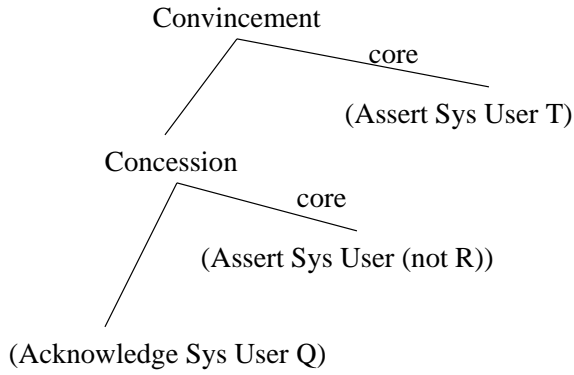 Convincement
core
(Assert Sys User T)
Concession
core
(Assert Sys User (not R))
(Acknowledge Sys User Q)